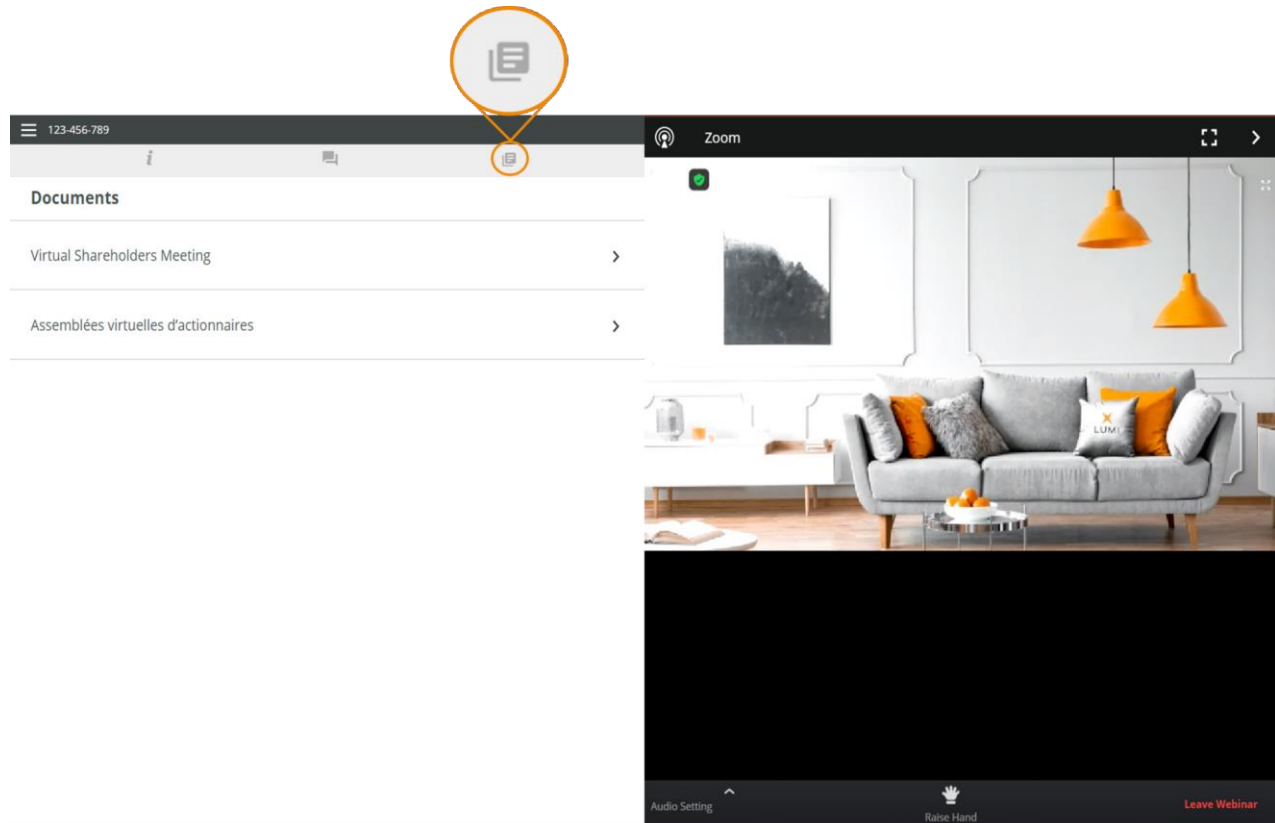 123-456-789
i
Documents
Virtual Shareholders Meeting
Assemblées virtuelles d'actionnaires
Zoom
LUMI
Audio Setting
Raise Hand
Leave Webinar